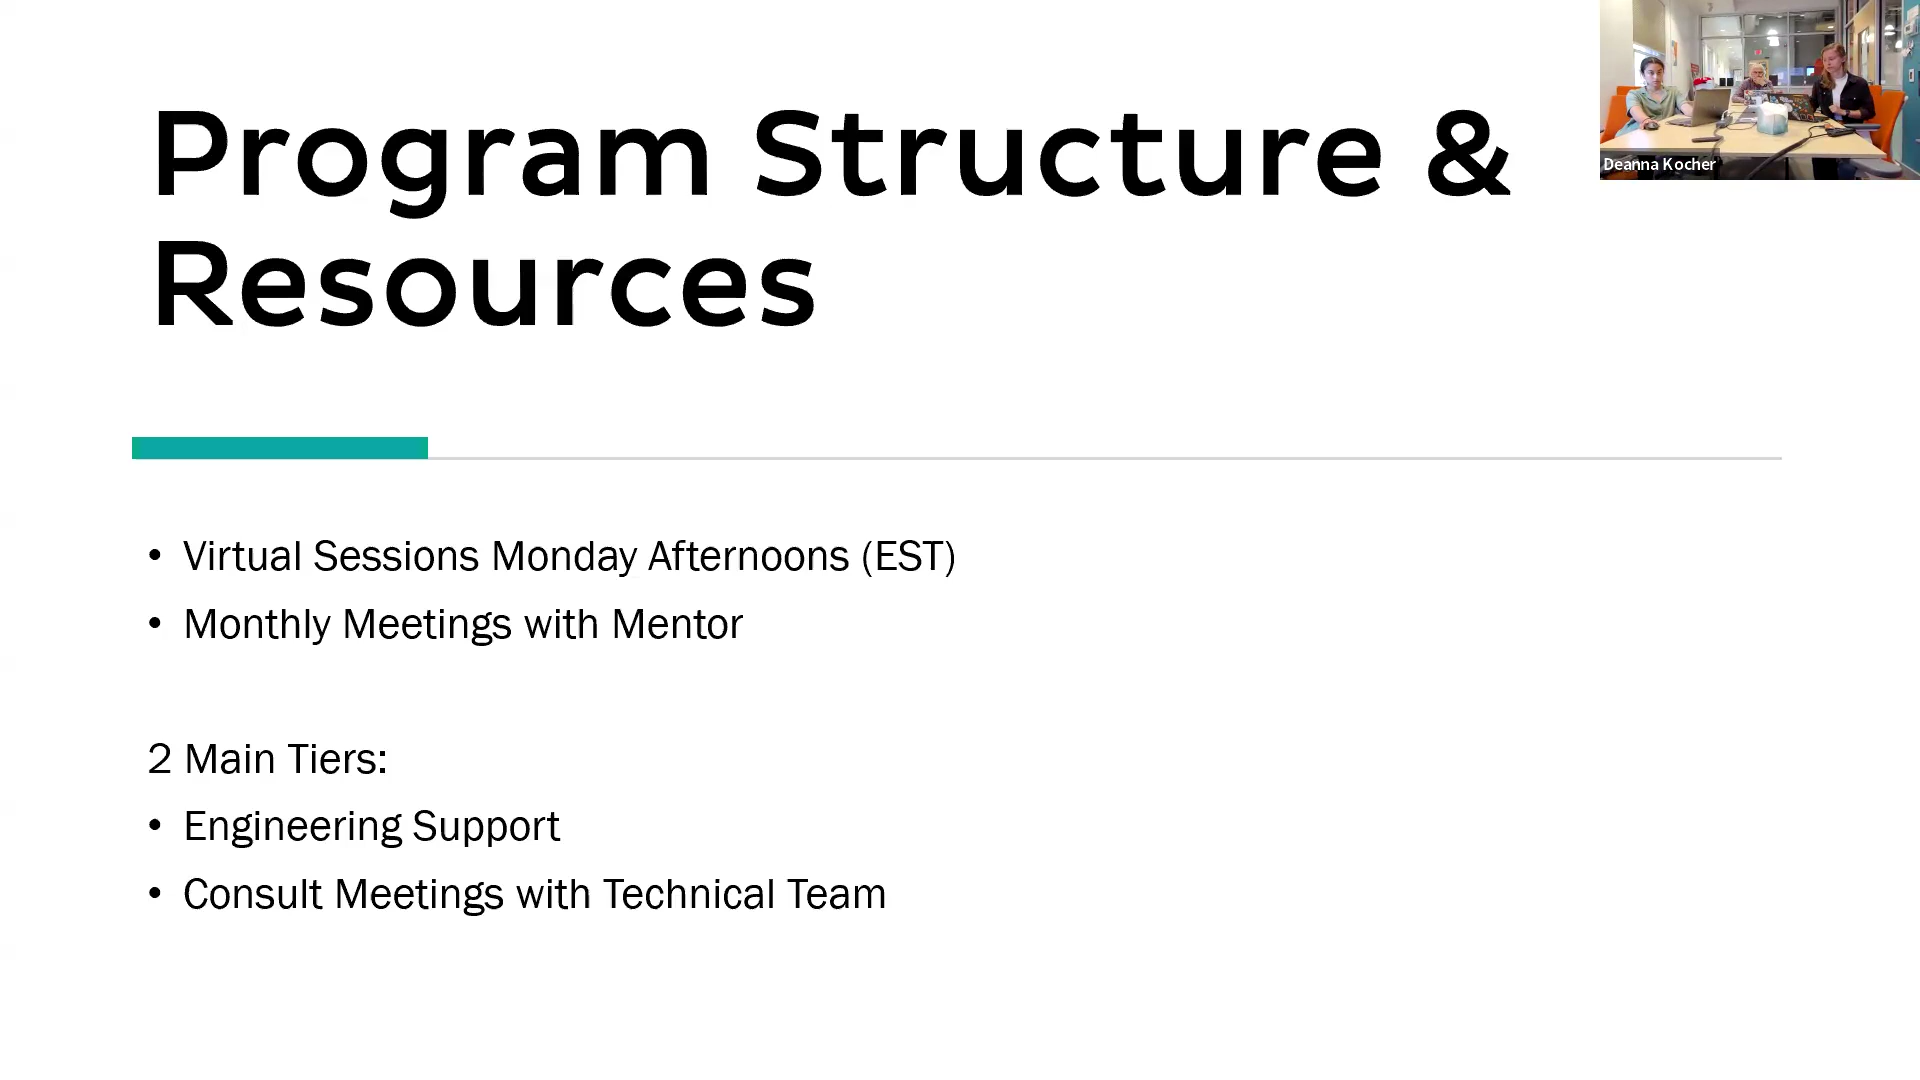 Program Structure &
Resources
Deanna Kocher
• Virtual Sessions Monday Afternoons (EST)
• Monthly Meetings with Mentor
2 Main Tiers:
• Engineering Support
• Consult Meetings with Technical Team